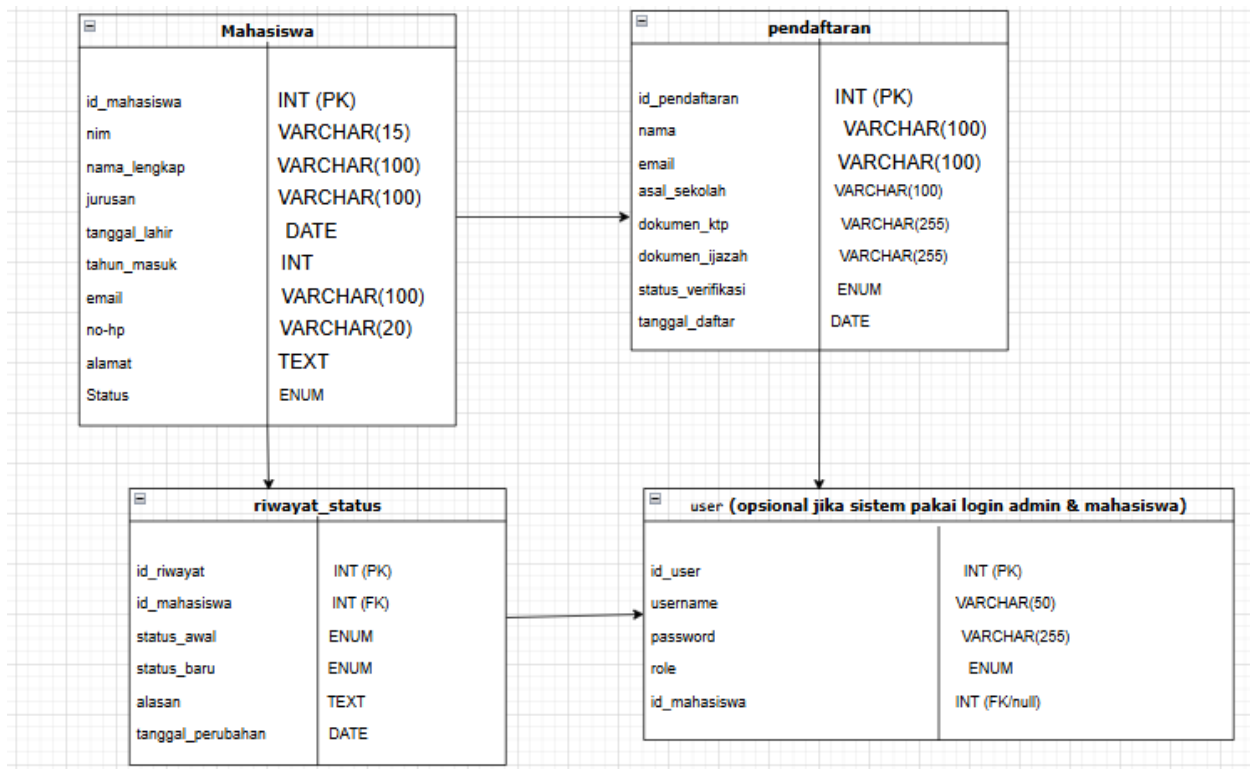 Mahasiswa
id_mahasiswa INT (PK)
nim VARCHAR(15)
nama_lengkap VARCHAR(100)
jurusan VARCHAR(100)
tanggal_lahir DATE
tahun_masuk INT
email VARCHAR(100)
no-hp VARCHAR(20)
alamat TEXT
Status ENUM
pendaftaran
id_pendaftaran INT (PK)
nama VARCHAR(100)
email VARCHAR(100)
asal_sekolah VARCHAR(100)
dokumen_ktp VARCHAR(255)
dokumen_ijazah VARCHAR(255)
status_verifikasi ENUM
tanggal_daftar DATE
riwayat_status
id_riwayat INT (PK)
id_mahasiswa INT (FK)
status_awal ENUM
status_baru ENUM
alasan TEXT
tanggal_perubahan DATE
user (opsional jika sistem pakai login admin & mahasiswa)
id_user INT (PK)
username VARCHAR(50)
password VARCHAR(255)
role ENUM
id_mahasiswa INT (FK/null)